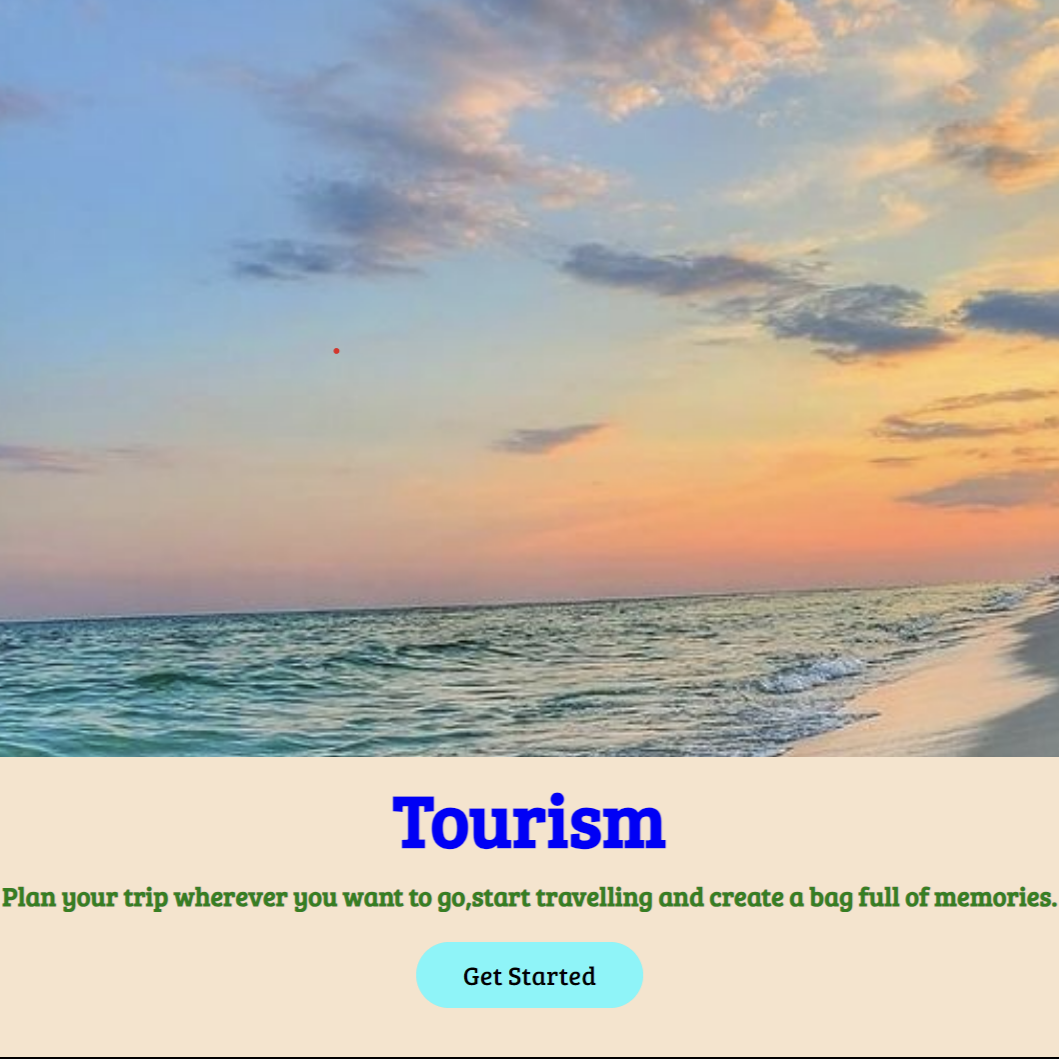 Tourism
Plan your trip wherever you want to go,start travelling and create a bag full of memories.
Get Started